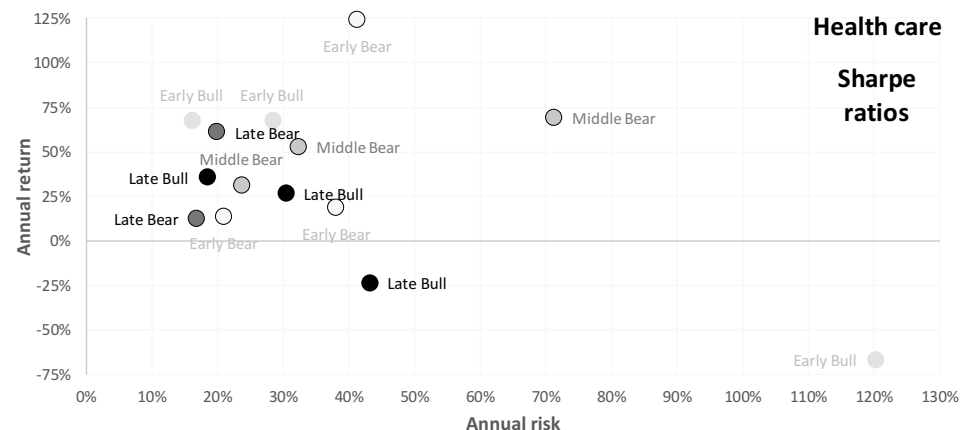 125%
Health care
Early Bear
100%
Sharpe
ratios
75%
Early Bull
Early Bull
Middle Bear
Late Bear
50%
Middle Bear
Middle Bear
Late Bull
25%
Late Bull
Late Bear
Early Bear
Early Bear
0%
-25%
Late Bull
-50%
Early Bull
-75%
0%
10%
20%
30%
40%
50%
60%
70%
80%
90%
100%
110%
120%
130%
Annual return
Annual risk